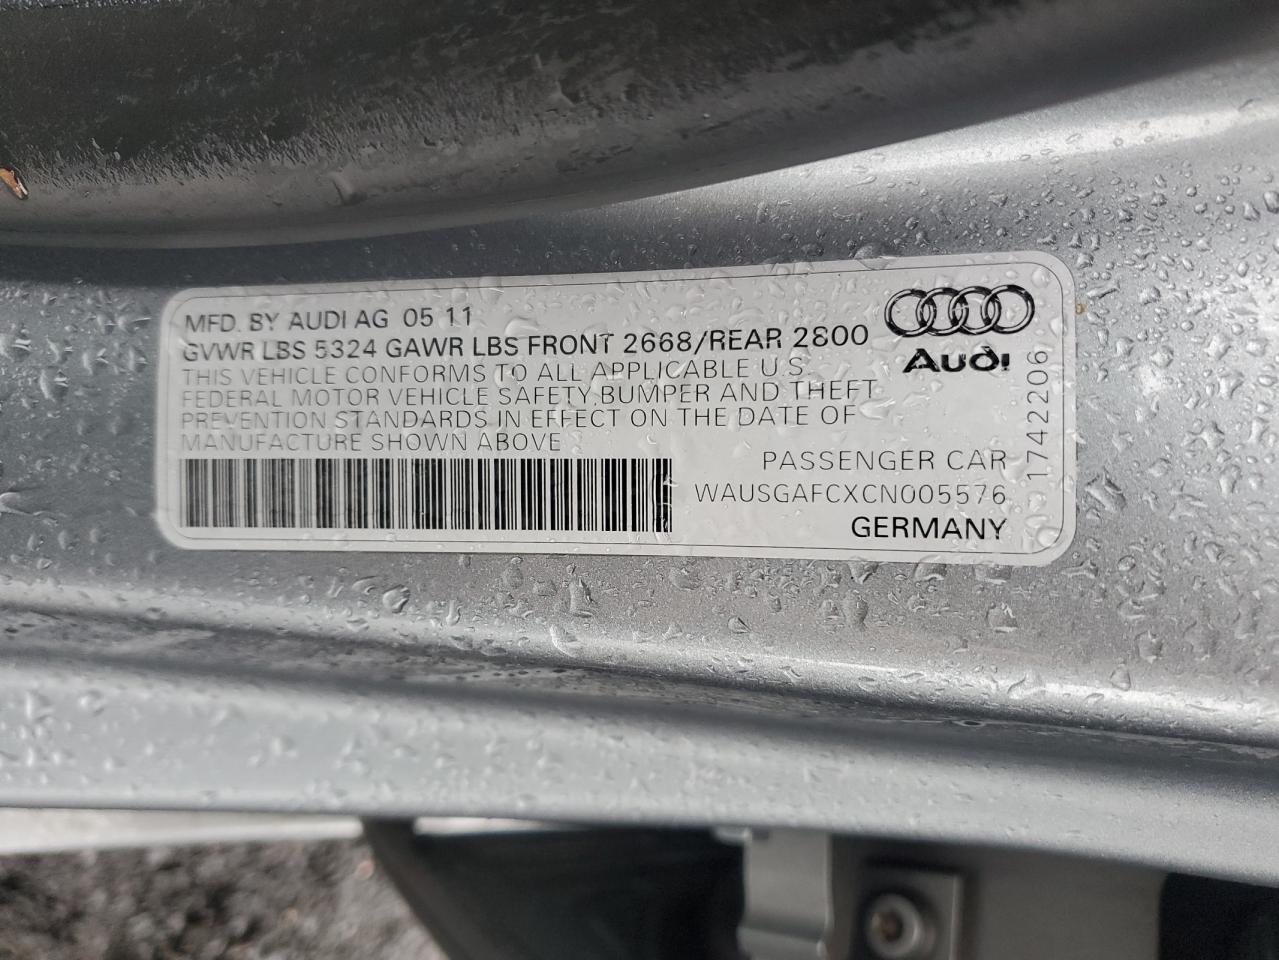 MFD. BY AUDI AG 05 11
GVWR LBS 5324 GAWR LBS FRONT 2668/REAR 2800
THIS VEHICLE CONFORMS TO ALL APPLICABLE U.S.
FEDERAL MOTOR VEHICLE SAFETY BUMPER AND THEFT
PREVENTION STANDARDS IN EFFECT ON THE DATE OF
MANUFACTURE SHOWN ABOVE
Audi
PASSENGER CAR
WAUSGAFCXCN005576
GERMANY
1742206